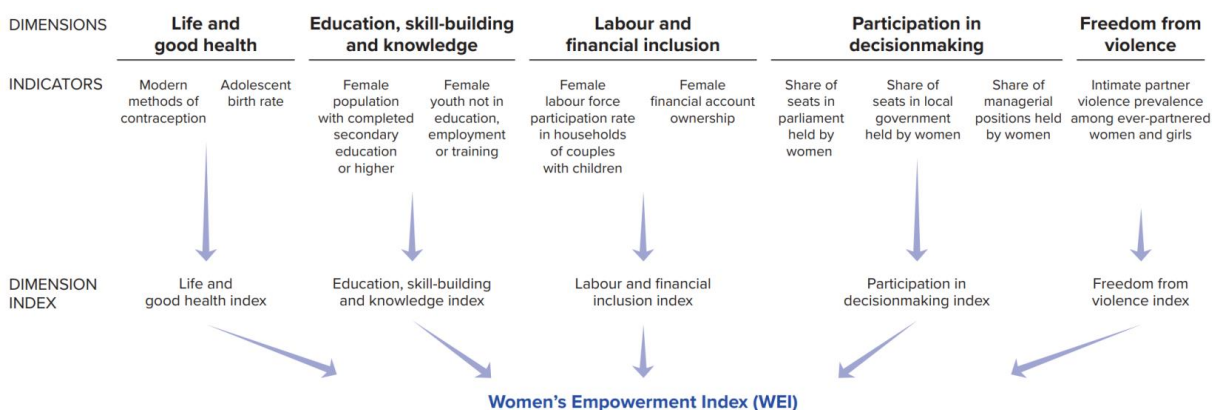 DIMENSIONS
Life and
good health
Education, skill-building
and knowledge
Labour and
financial inclusion
Participation in
decisionmaking
Freedom from
violence
INDICATORS
Modern
methods of
contraception
Adolescent
birth rate
Female
population
with completed
secondary
education
or higher
Female
youth not in
education,
employment
or training
Female
labour force
participation rate
in households
of couples
with children
Female
financial account
ownership
Share of
seats in
parliament
held by
women
Share of
seats in local
government
held by women
Share of
managerial
positions held
by women
Intimate partner
violence prevalence
among ever-partnered
women and girls
DIMENSION
INDEX
Life and
good health index
Education, skill-building
and knowledge index
Labour and financial
inclusion index
Participation in
decisionmaking index
Freedom from
violence index
Women’s Empowerment Index (WEI)